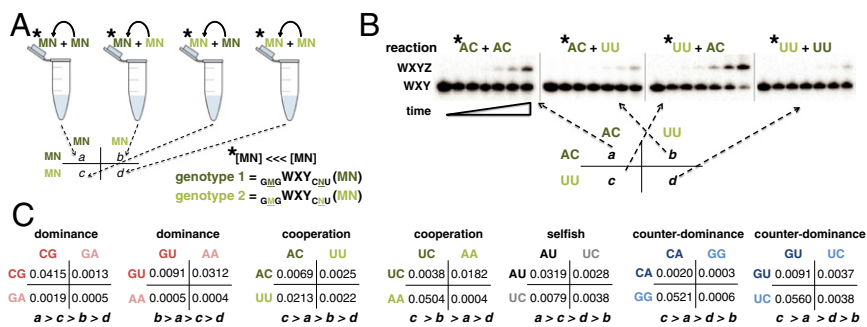 A
*MN + MN
*MN + MN
*MN + MN
*MN + MN
MN MN
MN a b
MN c d
*[MN] <<< [MN]
genotype 1 = GMGWXYCNU(MN)
genotype 2 = GMGWXYCNU(MN)
B
reaction *AC + AC *AC + UU *UU + AC *UU + UU
WXYZ
WXY
time
AC UU
AC a b
UU c d
C
dominance
CG GA
CG 0.0415 0.0013
GA 0.0019 0.0005
a > c > b > d
dominance
GU AA
GU 0.0091 0.0312
AA 0.0005 0.0004
b > a > c > d
cooperation
AC UU
AC 0.0069 0.0025
UU 0.0213 0.0022
c > a > b > d
cooperation
UC AA
UC 0.0038 0.0182
AA 0.0504 0.0004
c > b > a > d
selfish
AU UC
AU 0.0319 0.0028
UC 0.0079 0.0038
a > c > d > b
counter-dominance
CA GG
CA 0.0020 0.0003
GG 0.0521 0.0006
c > a > d > b
counter-dominance
GU UC
GU 0.0091 0.0037
UC 0.0560 0.0038
c > a > d > b